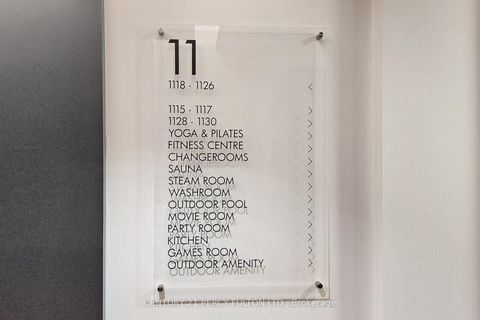 11
1118 - 1126 <
1115 - 1117 >
1128 - 1130 >
YOGA & PILATES >
FITNESS CENTRE >
CHANGEROOMS >
SAUNA >
STEAM ROOM >
WASHROOM >
OUTDOOR POOL >
MOVIE ROOM >
PARTY ROOM >
KITCHEN >
GAMES ROOM >
OUTDOOR AMENITY >
CENTURY 21 PERCY FULTON LTD., Brokerage